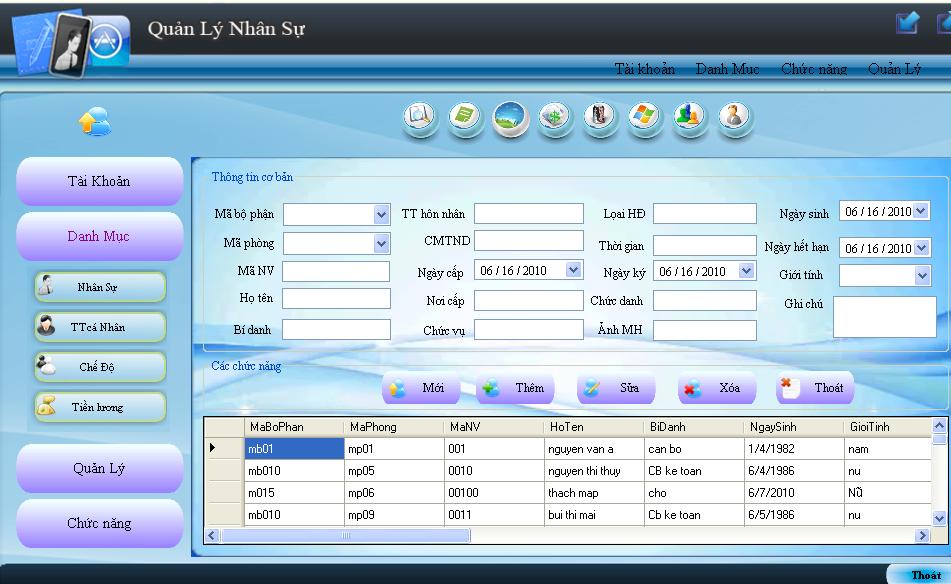 Quản Lý Nhân Sự
Tài khoản Danh Mục Chức năng Quản Lý
Tài Khoản
Danh Mục
Nhân Sự
TTcá Nhân
Chế Độ
Tiền lương
Quản Lý
Chức năng
Thông tin cơ bản
Mã bộ phận TT hôn nhân Loại HĐ Ngày sinh 06 / 16 / 2010
Mã phòng CMTND Thời gian Ngày hết hạn 06 / 16 / 2010
Mã NV Ngày cấp 06 / 16 / 2010 Ngày ký 06 / 16 / 2010 Giới tính
Họ tên Nơi cấp Chức danh Ghi chú
Bí danh Chức vụ Ảnh MH
Các chức năng
Mới Thêm Sửa Xóa Thoát
MaBoPhan MaPhong MaNV HoTen BiDanh NgaySinh GioiTinh
mb01 mp01 001 nguyen van a can bo 1/4/1982 nam
mb010 mp05 0010 nguyen thi thuy CB ke toan 6/4/1986 nu
m015 mp06 00100 thach map cho 6/7/2010 Nữ
mb010 mp09 0011 bui thi mai Cb ke toan 6/5/1986 nu
Thoát